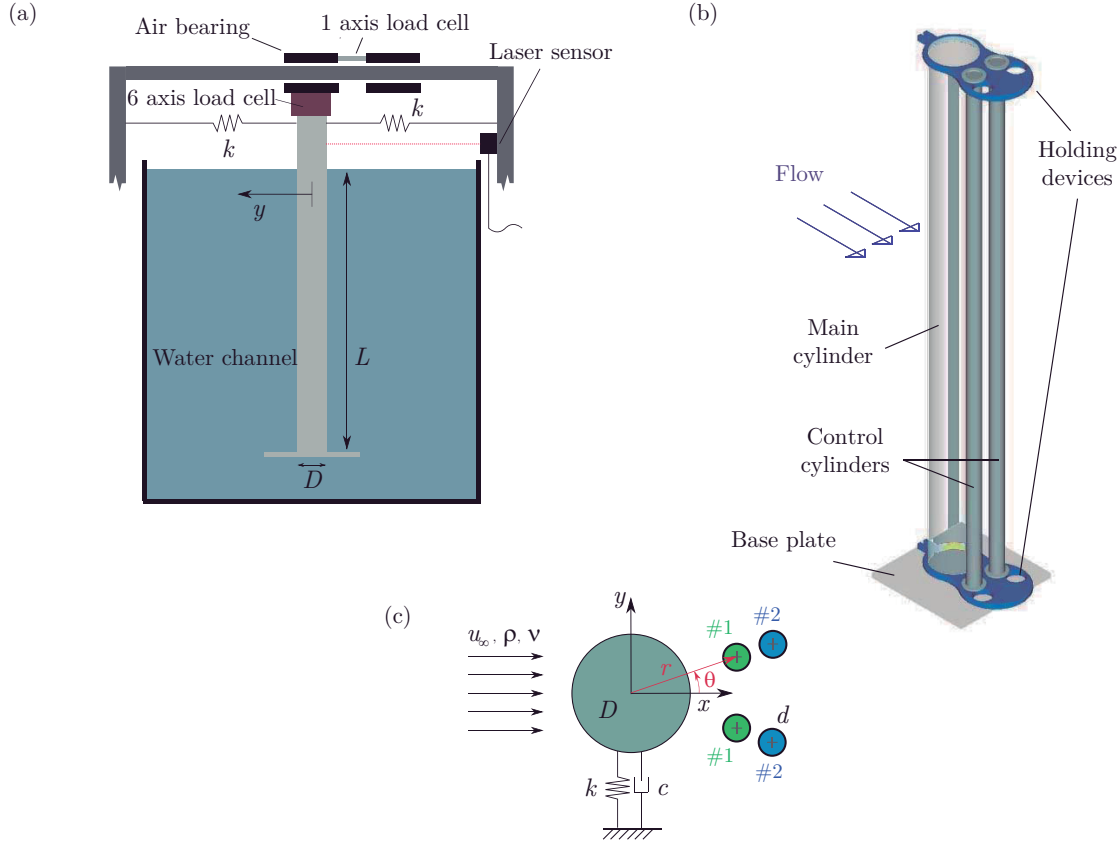 (a)
1 axis load cell
Air bearing
Laser sensor
6 axis load cell
k
k
y
Water channel
L
D
(b)
Holding
devices
Flow
Main
cylinder
Control
cylinders
Base plate
(c)
y
#1
#2
u∞, ρ, ν
r
θ
D
x
d
#1
#2
k
c